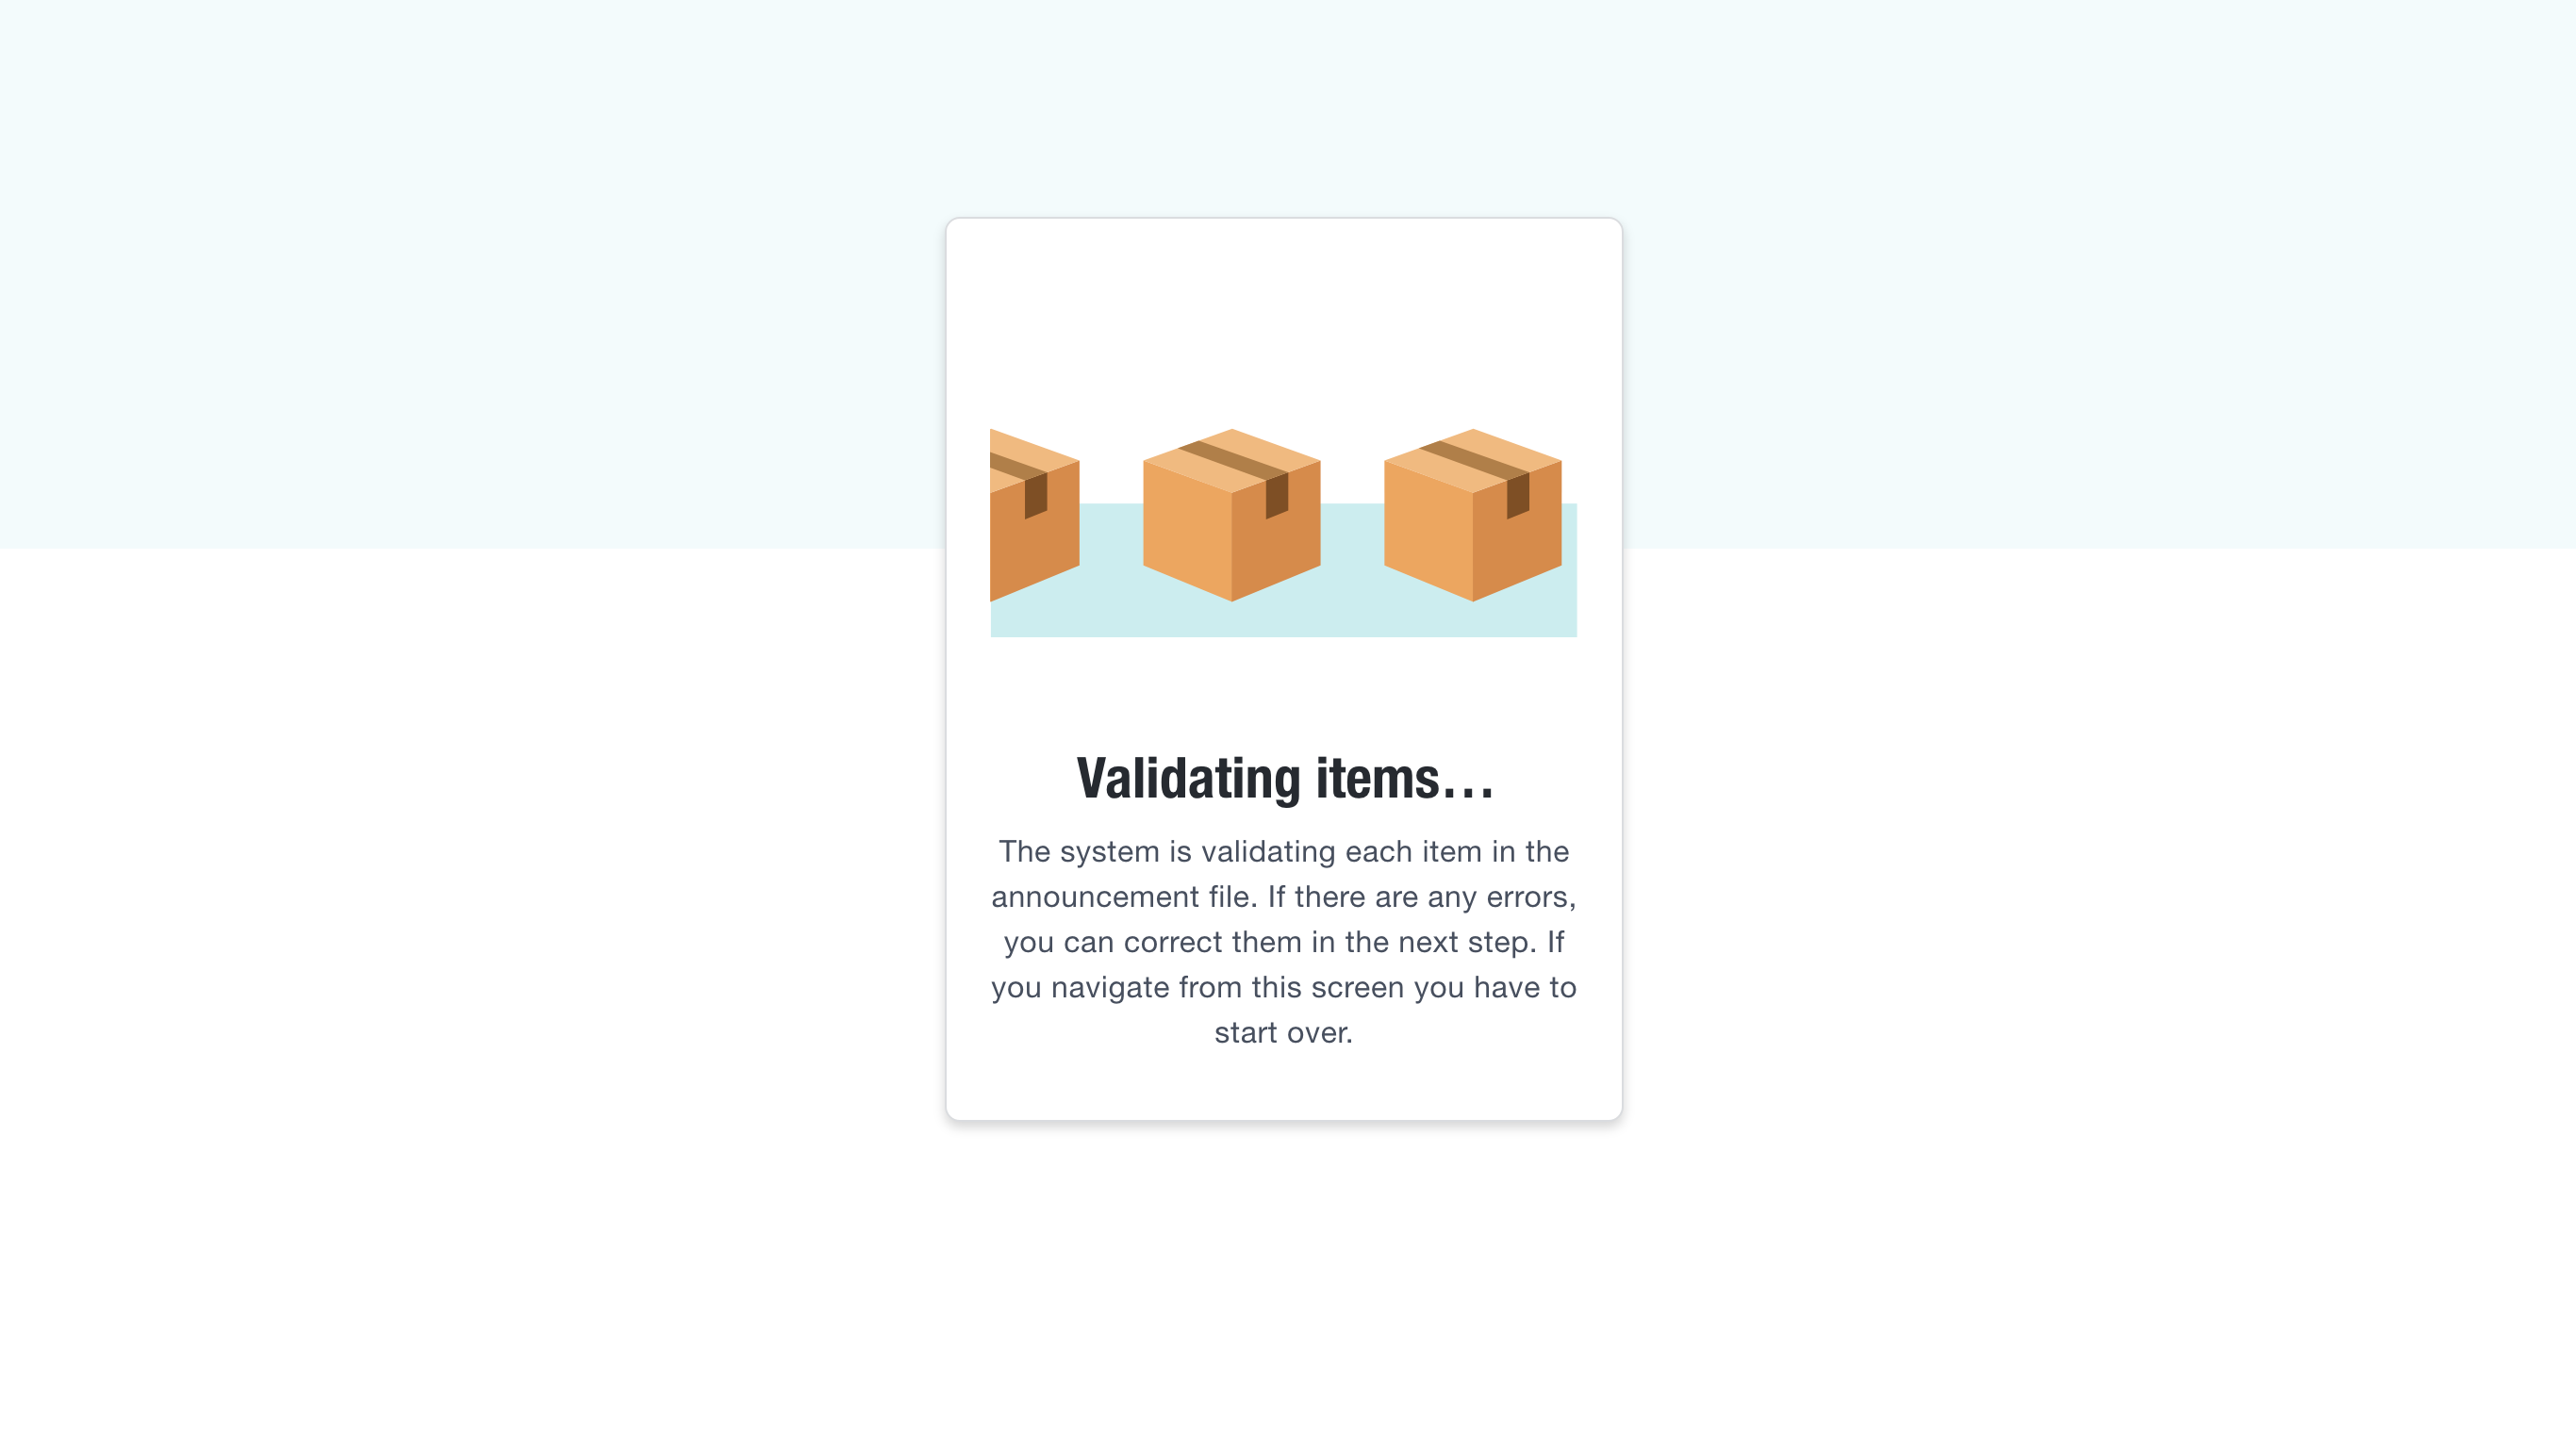 Validating items...
The system is validating each item in the
announcement file. If there are any errors,
you can correct them in the next step. If
you navigate from this screen you have to
start over.